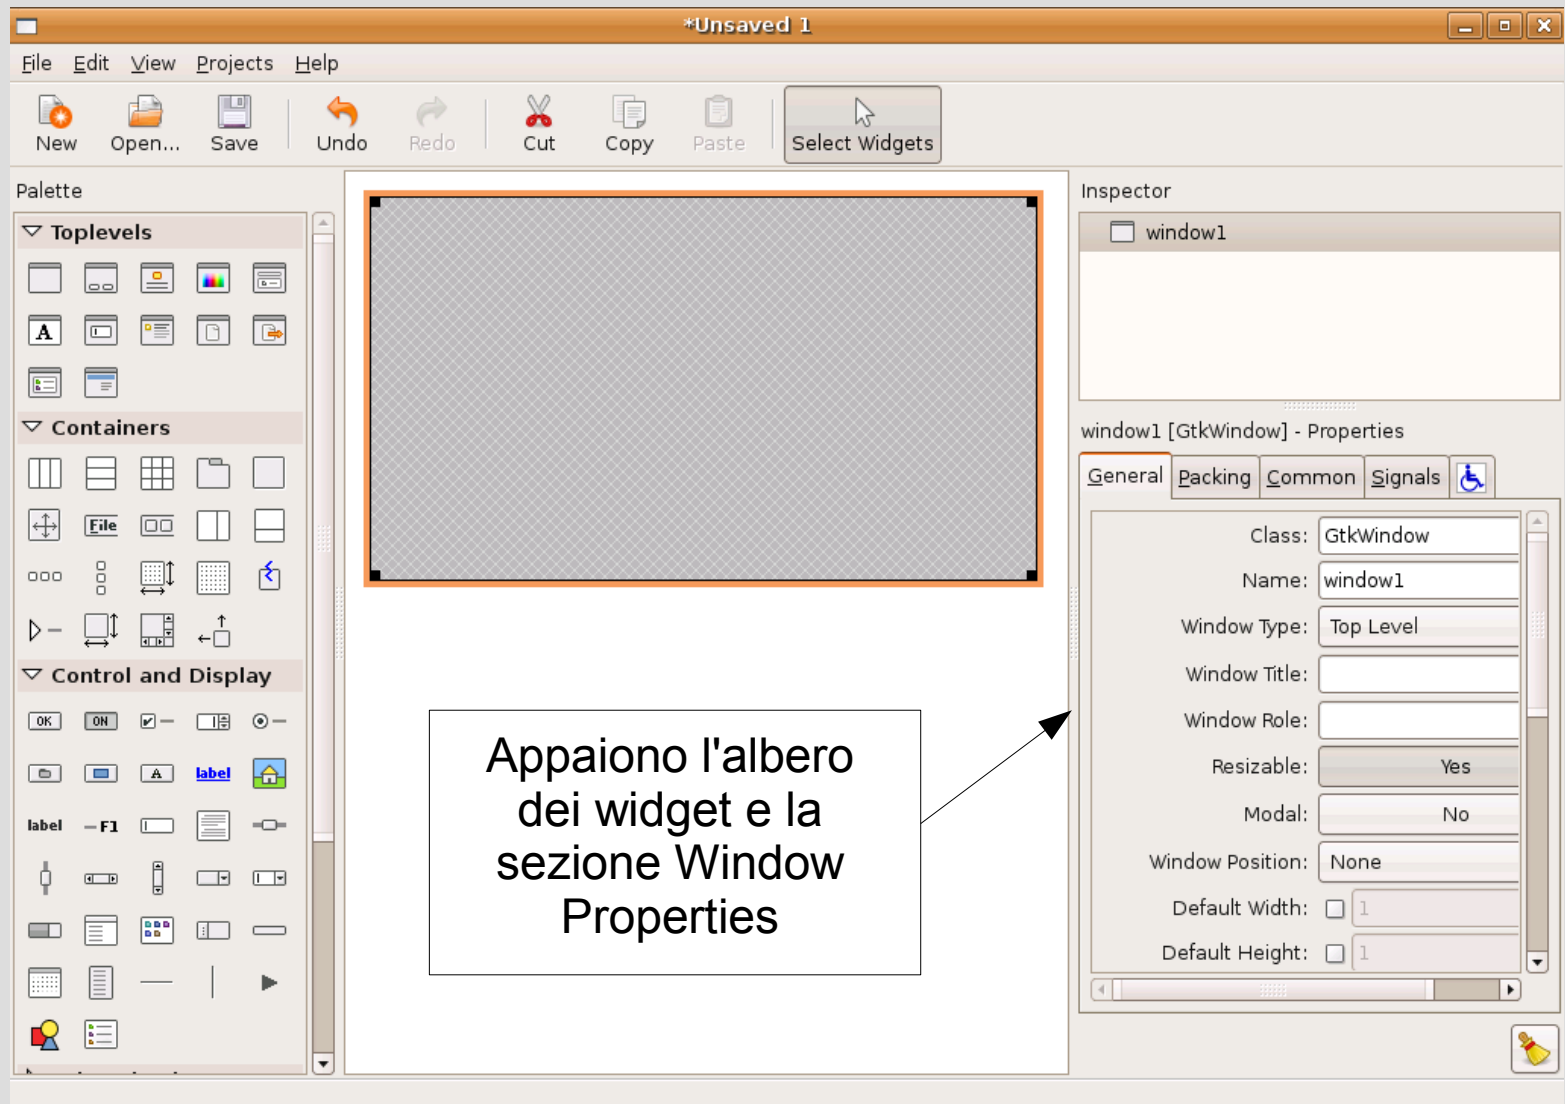 *Unsaved 1
File Edit View Projects Help
New Open... Save Undo Redo Cut Copy Paste Select Widgets
Palette
Toplevels
A
Containers
File
Control and Display
OK ON
A label
label F1
Inspector
window1
window1 [GtkWindow] - Properties
General Packing Common Signals
Class: GtkWindow
Name: window1
Window Type: Top Level
Window Title:
Window Role:
Resizable: Yes
Modal: No
Window Position: None
Default Width: 1
Default Height: 1
Appaiono l'albero
dei widget e la
sezione Window
Properties